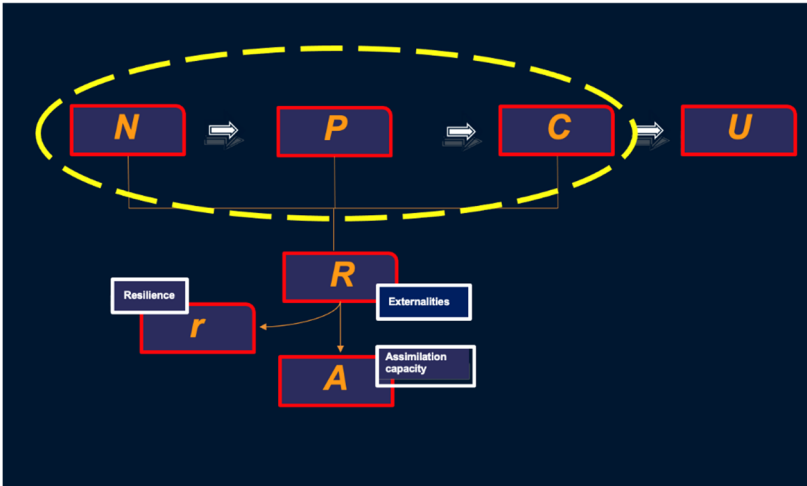 N
P
C
U
R
Resilience
Externalities
r
Assimilation
capacity
A